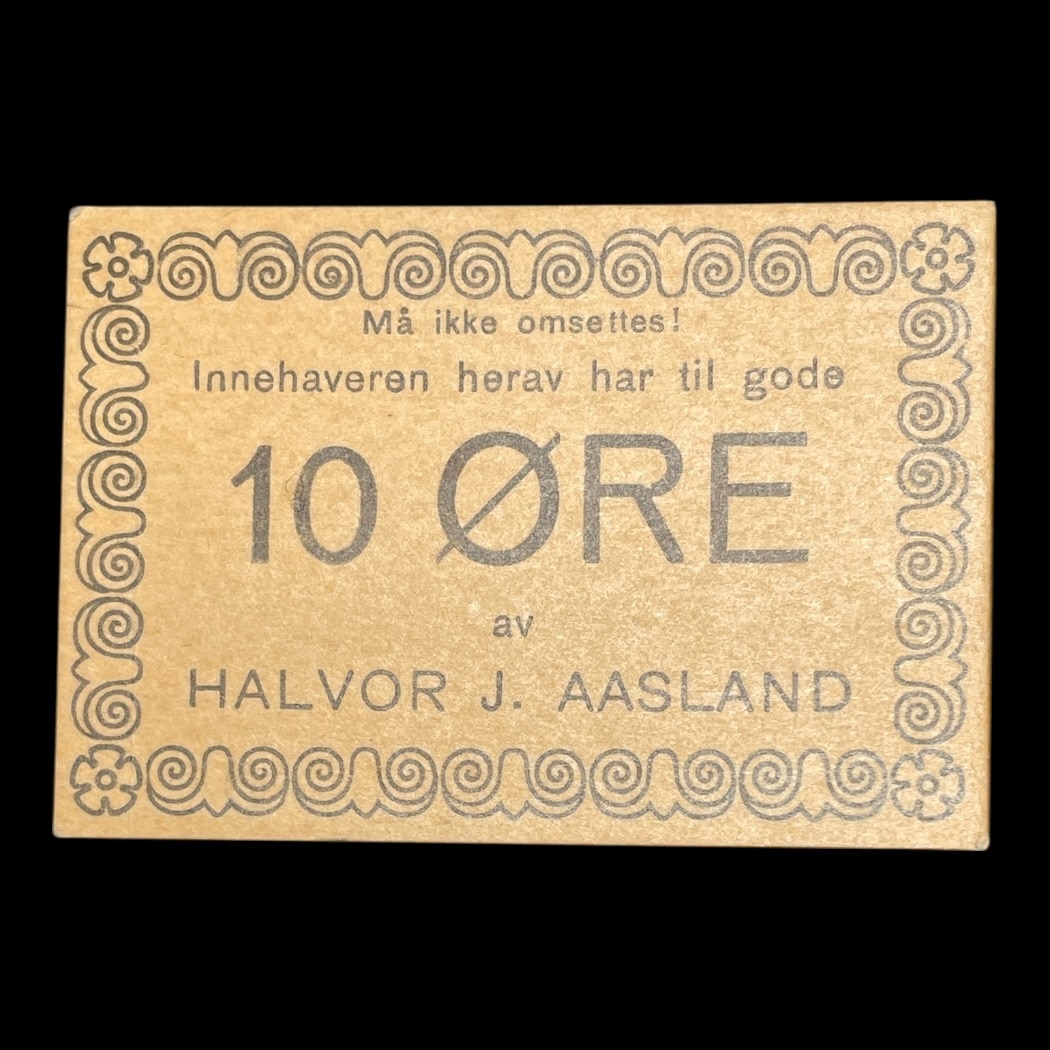 Må ikke omsettes!
Innehaveren herav har til gode
10 ØRE
av
HALVOR J. AASLAND